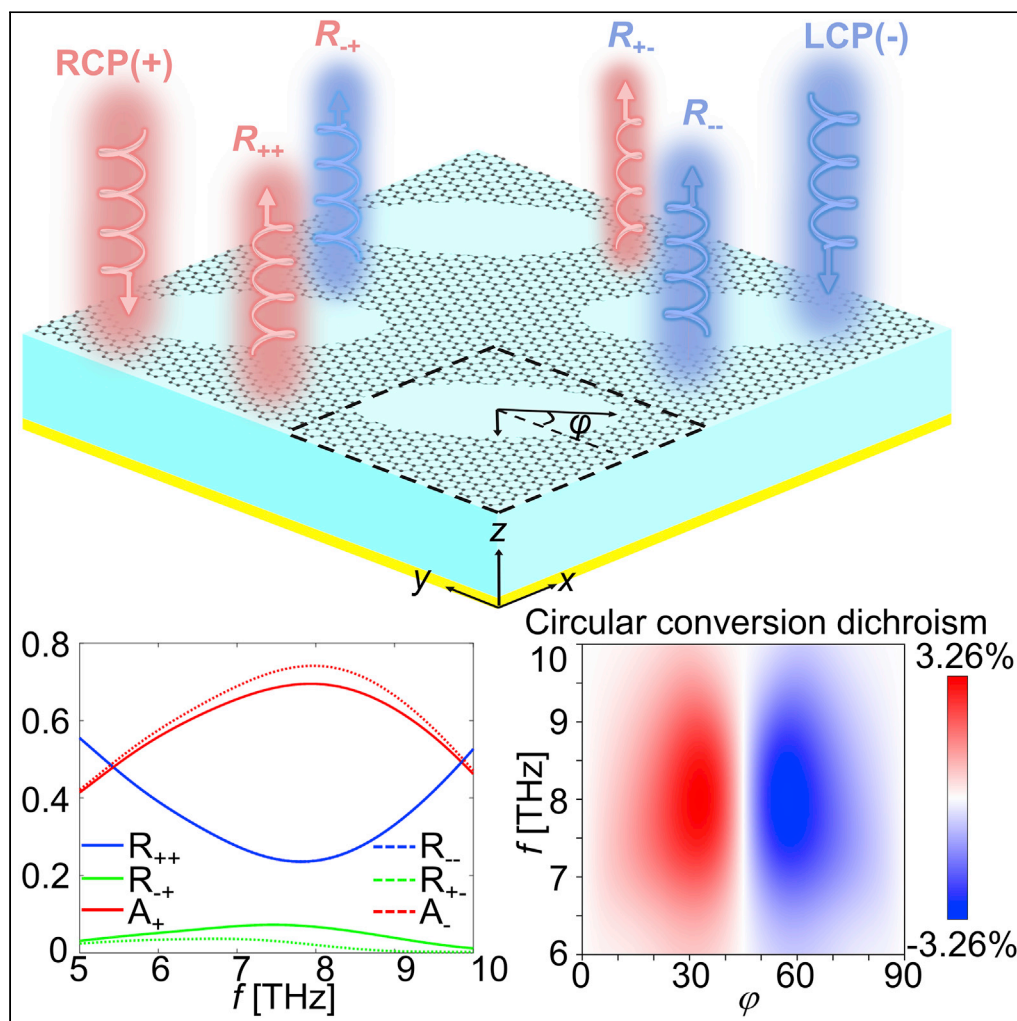 RCP(+)
R₋₊
R₊₋
LCP(-)
R₊₊
R₋₋
φ
z
y
x
0.8
0.6
0.4
0.2
0
R₊₊
R₋₊
A₊
R₋₋
R₊₋
A₋
5 6 7 8 9 10
f [THz]
Circular conversion dichroism
10
9
8
7
6
f [THz]
0 30 60 90
φ
3.26%
-3.26%